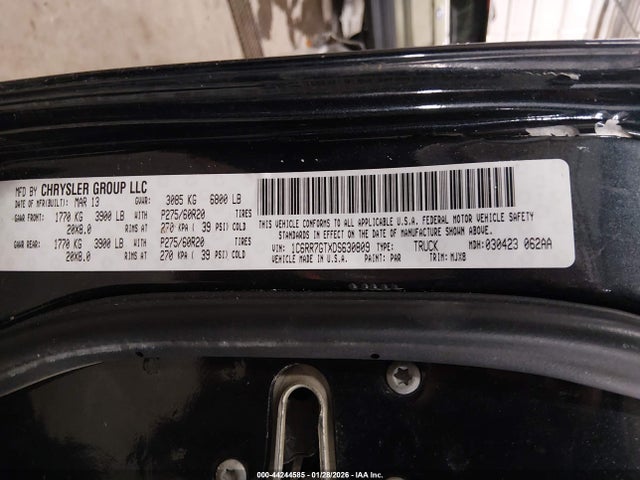 MFD BY CHRYSLER GROUP LLC
DATE OF MFR(BUILT): MAR 13 GVWR: 3085 KG 6800 LB
GAWR FRONT: 1770 KG 3900 LB WITH P275/60R20 TIRES
20X8.0 RIMS AT 270 KPA ( 39 PSI) COLD
GAWR REAR: 1770 KG 3900 LB WITH P275/60R20 TIRES
20X8.0 RIMS AT 270 KPA ( 39 PSI) COLD
THIS VEHICLE CONFORMS TO ALL APPLICABLE U.S.A. FEDERAL MOTOR VEHICLE SAFETY
STANDARDS IN EFFECT ON THE DATE OF MANUFACTURE SHOWN ABOVE.
VIN: 1C6RR7GTXDS630809 TYPE: TRUCK MDH: 030423 062AA
VEHICLE MADE IN U.S.A. PAINT: PAR TRIM: MJX8
000-44244585 - 01/28/2026 - IAA Inc.